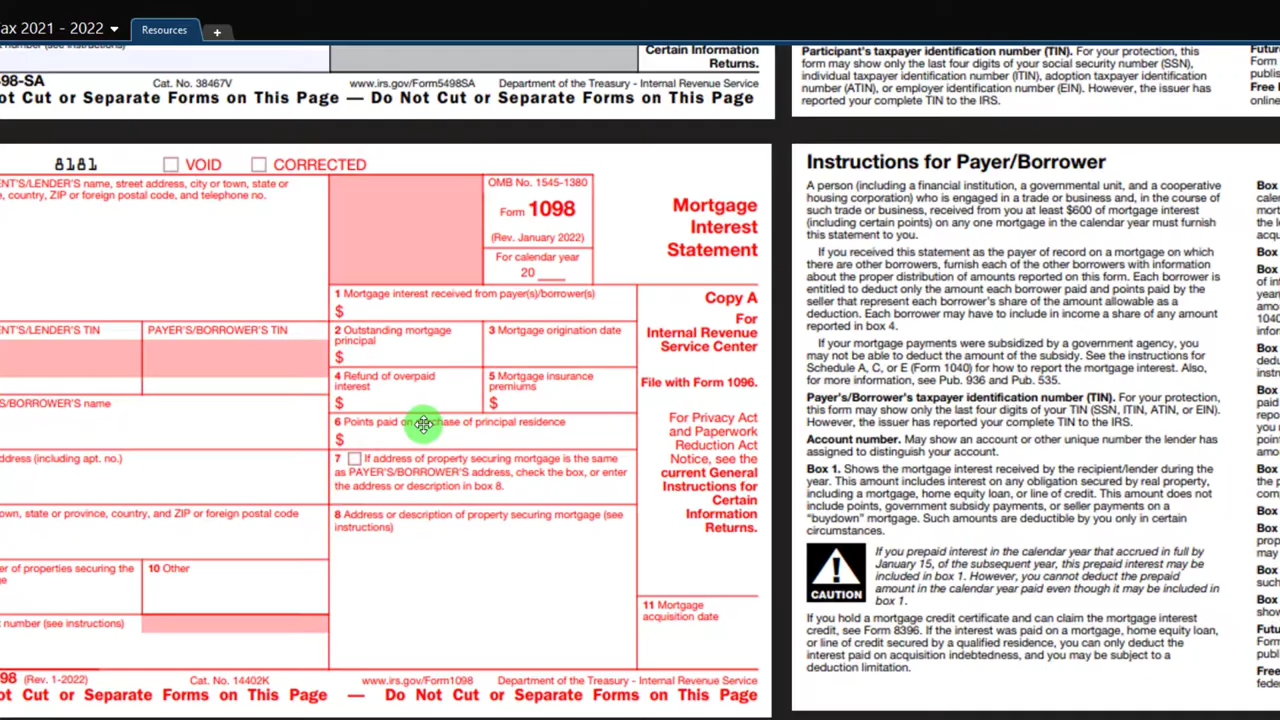 ax 2021 - 2022
Resources
+
Certain Information
Returns.
98-SA
Cat. No. 38467V
www.irs.gov/Form5498SA
Department of the Treasury - Internal Revenue Service
ot Cut or Separate Forms on This Page — Do Not Cut or Separate Forms on This Page
Participant's taxpayer identification number (TIN). For your protection, this
form may show only the last four digits of your social security number (SSN),
individual taxpayer identification number (ITIN), adoption taxpayer identification
number (ATIN), or employer identification number (EIN). However, the issuer has
reported your complete TIN to the IRS.
Form
publis
Free
online
8181
VOID
CORRECTED
ENT'S/LENDER'S name, street address, city or town, state or
, country, ZIP or foreign postal code, and telephone no.
OMB No. 1545-1380
Form 1098
(Rev. January 2022)
For calendar year
20 ____
Mortgage
Interest
Statement
1 Mortgage interest received from payer(s)/borrower(s)
$
Copy A
For
Internal Revenue
Service Center
File with Form 1096.
For Privacy Act
and Paperwork
Reduction Act
Notice, see the
current General
Instructions for
Certain
Information
Returns.
ENT'S/LENDER'S TIN
PAYER'S/BORROWER'S TIN
2 Outstanding mortgage
principal
$
3 Mortgage origination date
4 Refund of overpaid
interest
$
5 Mortgage insurance
premiums
$
S/BORROWER'S name
6 Points paid on purchase of principal residence
$
ddress (including apt. no.)
7 If address of property securing mortgage is the same
as PAYER'S/BORROWER'S address, check the box, or enter
the address or description in box 8.
own, state or province, country, and ZIP or foreign postal code
8 Address or description of property securing mortgage (see
instructions)
er of properties securing the
10 Other
t number (see instructions)
11 Mortgage
acquisition date
98 (Rev. 1-2022)
Cat. No. 14402K
www.irs.gov/Form1098
Department of the Treasury - Internal Revenue Service
ot Cut or Separate Forms on This Page — Do Not Cut or Separate Forms on This Page
Instructions for Payer/Borrower
A person (including a financial institution, a governmental unit, and a cooperative
housing corporation) who is engaged in a trade or business and, in the course of
such trade or business, received from you at least $600 of mortgage interest
(including certain points) on any one mortgage in the calendar year must furnish
this statement to you.
If you received this statement as the payer of record on a mortgage on which
there are other borrowers, furnish each of the other borrowers with information
about the proper distribution of amounts reported on this form. Each borrower is
entitled to deduct only the amount each borrower paid and points paid by the
seller that represent each borrower's share of the amount allowable as a
deduction. Each borrower may have to include in income a share of any amount
reported in box 4.
If your mortgage payments were subsidized by a government agency, you
may not be able to deduct the amount of the subsidy. See the instructions for
Schedule A, C, or E (Form 1040) for how to report the mortgage interest. Also,
for more information, see Pub. 936 and Pub. 535.
Payer's/Borrower's taxpayer identification number (TIN). For your protection,
this form may show only the last four digits of your TIN (SSN, ITIN, ATIN, or EIN).
However, the issuer has reported your complete TIN to the IRS.
Account number. May show an account or other unique number the lender has
assigned to distinguish your account.
Box 1. Shows the mortgage interest received by the recipient/lender during the
year. This amount includes interest on any obligation secured by real property,
including a mortgage, home equity loan, or line of credit. This amount does not
include points, government subsidy payments, or seller payments on a
"buydown" mortgage. Such amounts are deductible by you only in certain
circumstances.
CAUTION
If you prepaid interest in the calendar year that accrued in full by
January 15, of the subsequent year, this prepaid interest may be
included in box 1. However, you cannot deduct the prepaid
amount in the calendar year paid even though it may be included in
box 1.
If you hold a mortgage credit certificate and can claim the mortgage interest
credit, see Form 8396. If the interest was paid on a mortgage, home equity loan,
or line of credit secured by a qualified residence, you can only deduct the
interest paid on acquisition indebtedness, and you may be subject to a
deduction limitation.